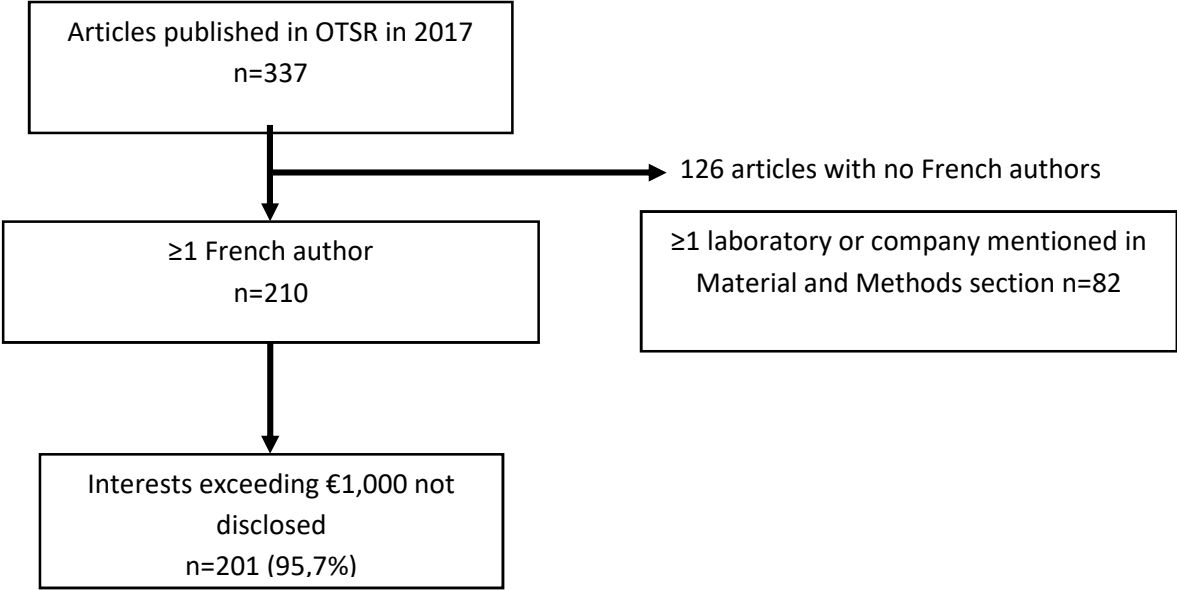 Articles published in OTSR in 2017
n=337
126 articles with no French authors
≥1 French author
n=210
≥1 laboratory or company mentioned in
Material and Methods section n=82
Interests exceeding €1,000 not
disclosed
n=201 (95,7%)